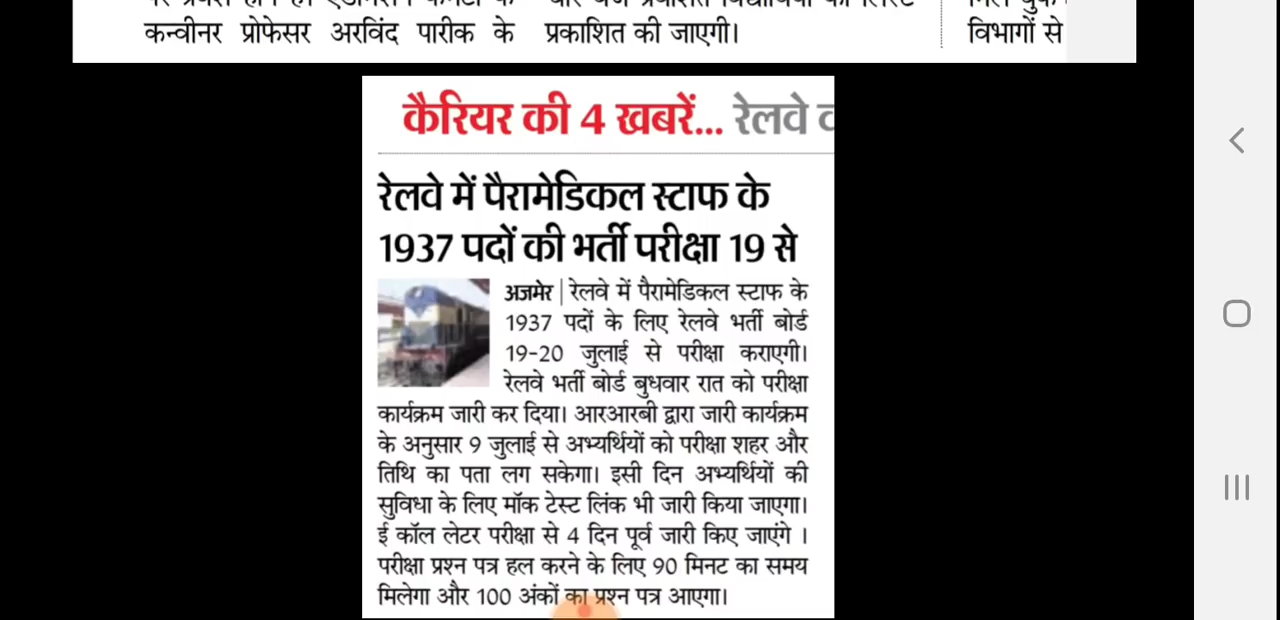 कन्वीनर प्रोफेसर अरविंद पारीक के
प्रकाशित की जाएगी।
विभागों से
कैरियर की 4 खबरें... रेलवे
रेलवे में पैरामेडिकल स्टाफ के
1937 पदों की भर्ती परीक्षा 19 से
अजमेर | रेलवे में पैरामेडिकल स्टाफ के
1937 पदों के लिए रेलवे भर्ती बोर्ड
19-20 जुलाई से परीक्षा कराएगी।
रेलवे भर्ती बोर्ड बुधवार रात को परीक्षा
कार्यक्रम जारी कर दिया। आरआरबी द्वारा जारी कार्यक्रम
के अनुसार 9 जुलाई से अभ्यर्थियों को परीक्षा शहर और
तिथि का पता लग सकेगा। इसी दिन अभ्यर्थियों की
सुविधा के लिए मॉक टेस्ट लिंक भी जारी किया जाएगा।
ई कॉल लेटर परीक्षा से 4 दिन पूर्व जारी किए जाएंगे ।
परीक्षा प्रश्न पत्र हल करने के लिए 90 मिनट का समय
मिलेगा और 100 अंकों का प्रश्न पत्र आएगा।